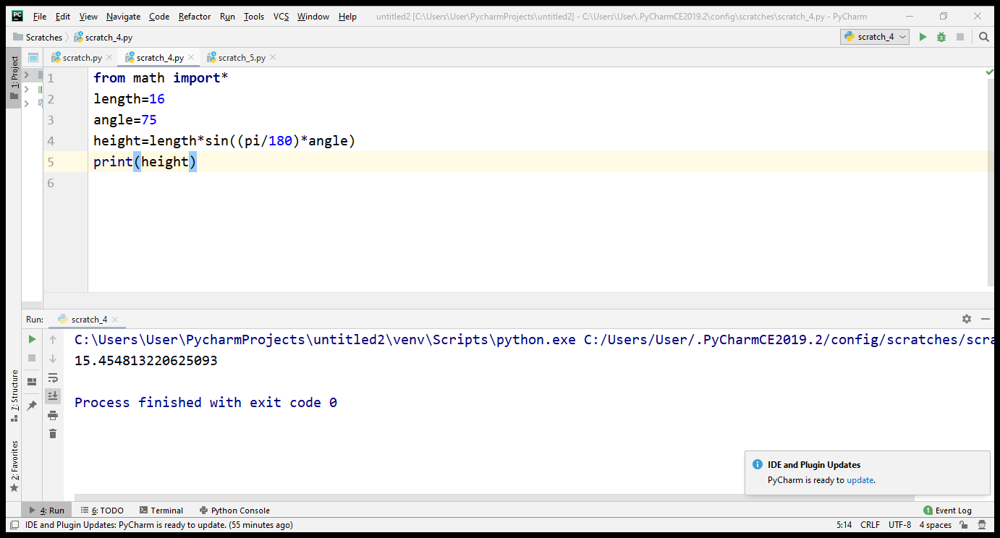 PC File Edit View Navigate Code Refactor Run Tools VCS Window Help untitled2 [C:\Users\User\PycharmProjects\untitled2] - C:\Users\User\.PyCharmCE2019.2\config\scratches\scratch_4.py - PyCharm
Scratches scratch_4.py scratch_4
1: Project
scratch.py scratch_4.py scratch_5.py
1 from math import*
2 length=16
3 angle=75
4 height=length*sin((pi/180)*angle)
5 print(height)
6
Run: scratch_4
C:\Users\User\PycharmProjects\untitled2\venv\Scripts\python.exe C:/Users/User/.PyCharmCE2019.2/config/scratches/scra
15.454813220625093
Process finished with exit code 0
7: Structure
2: Favorites
IDE and Plugin Updates
PyCharm is ready to update.
4: Run 6: TODO Terminal Python Console 1 Event Log
IDE and Plugin Updates: PyCharm is ready to update. (55 minutes ago) 5:14 CRLF UTF-8 4 spaces